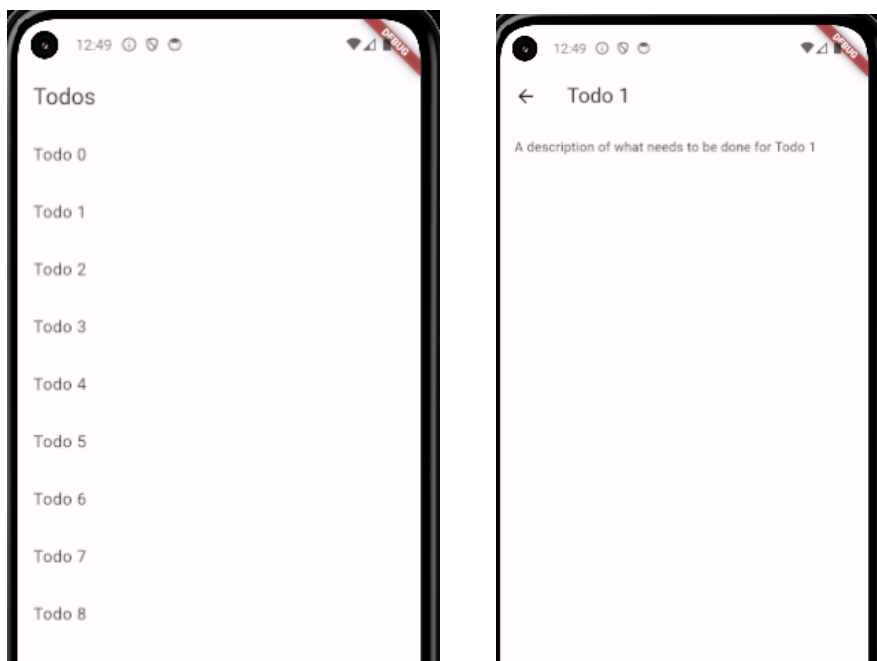 12:49
DEBUG
Todos
Todo 0
Todo 1
Todo 2
Todo 3
Todo 4
Todo 5
Todo 6
Todo 7
Todo 8
12:49
DEBUG
Todo 1
A description of what needs to be done for Todo 1